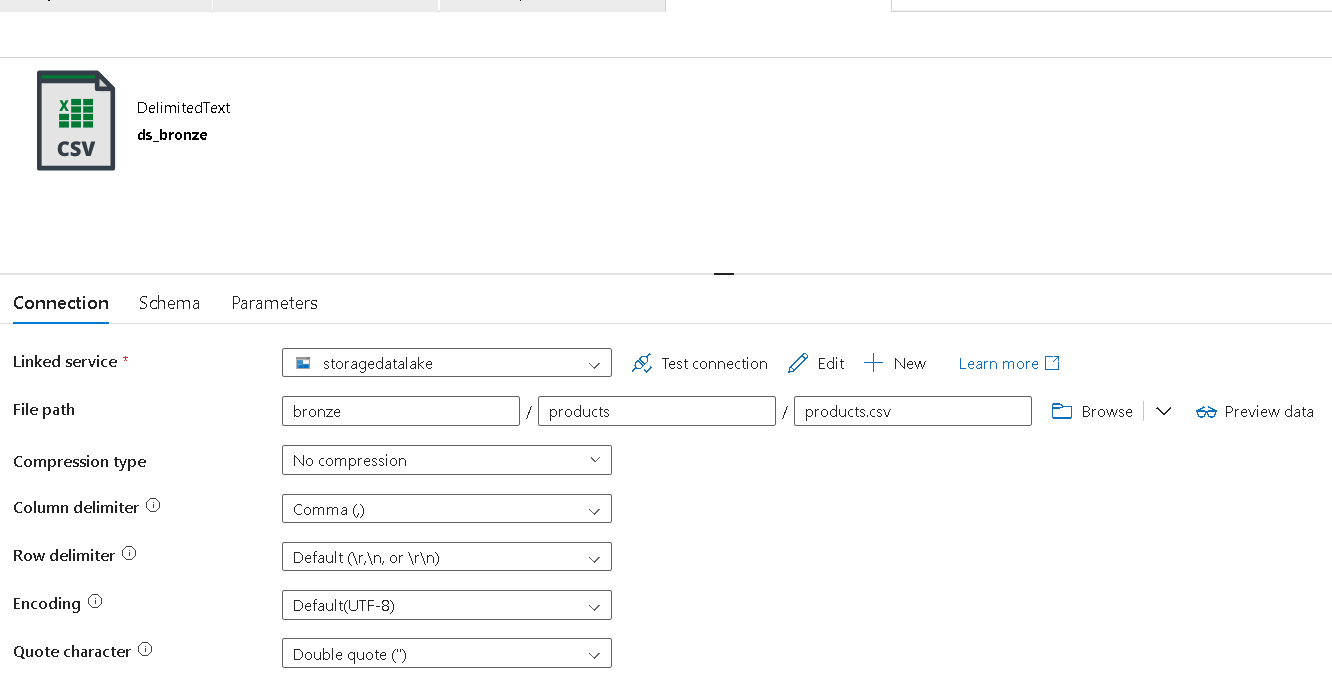 X
CSV
DelimitedText
ds_bronze
Connection Schema Parameters
Linked service * storagedatalake Test connection Edit New Learn more
File path bronze / products / products.csv Browse Preview data
Compression type No compression
Column delimiter Comma (,)
Row delimiter Default (\r,\n, or \r\n)
Encoding Default(UTF-8)
Quote character Double quote (")